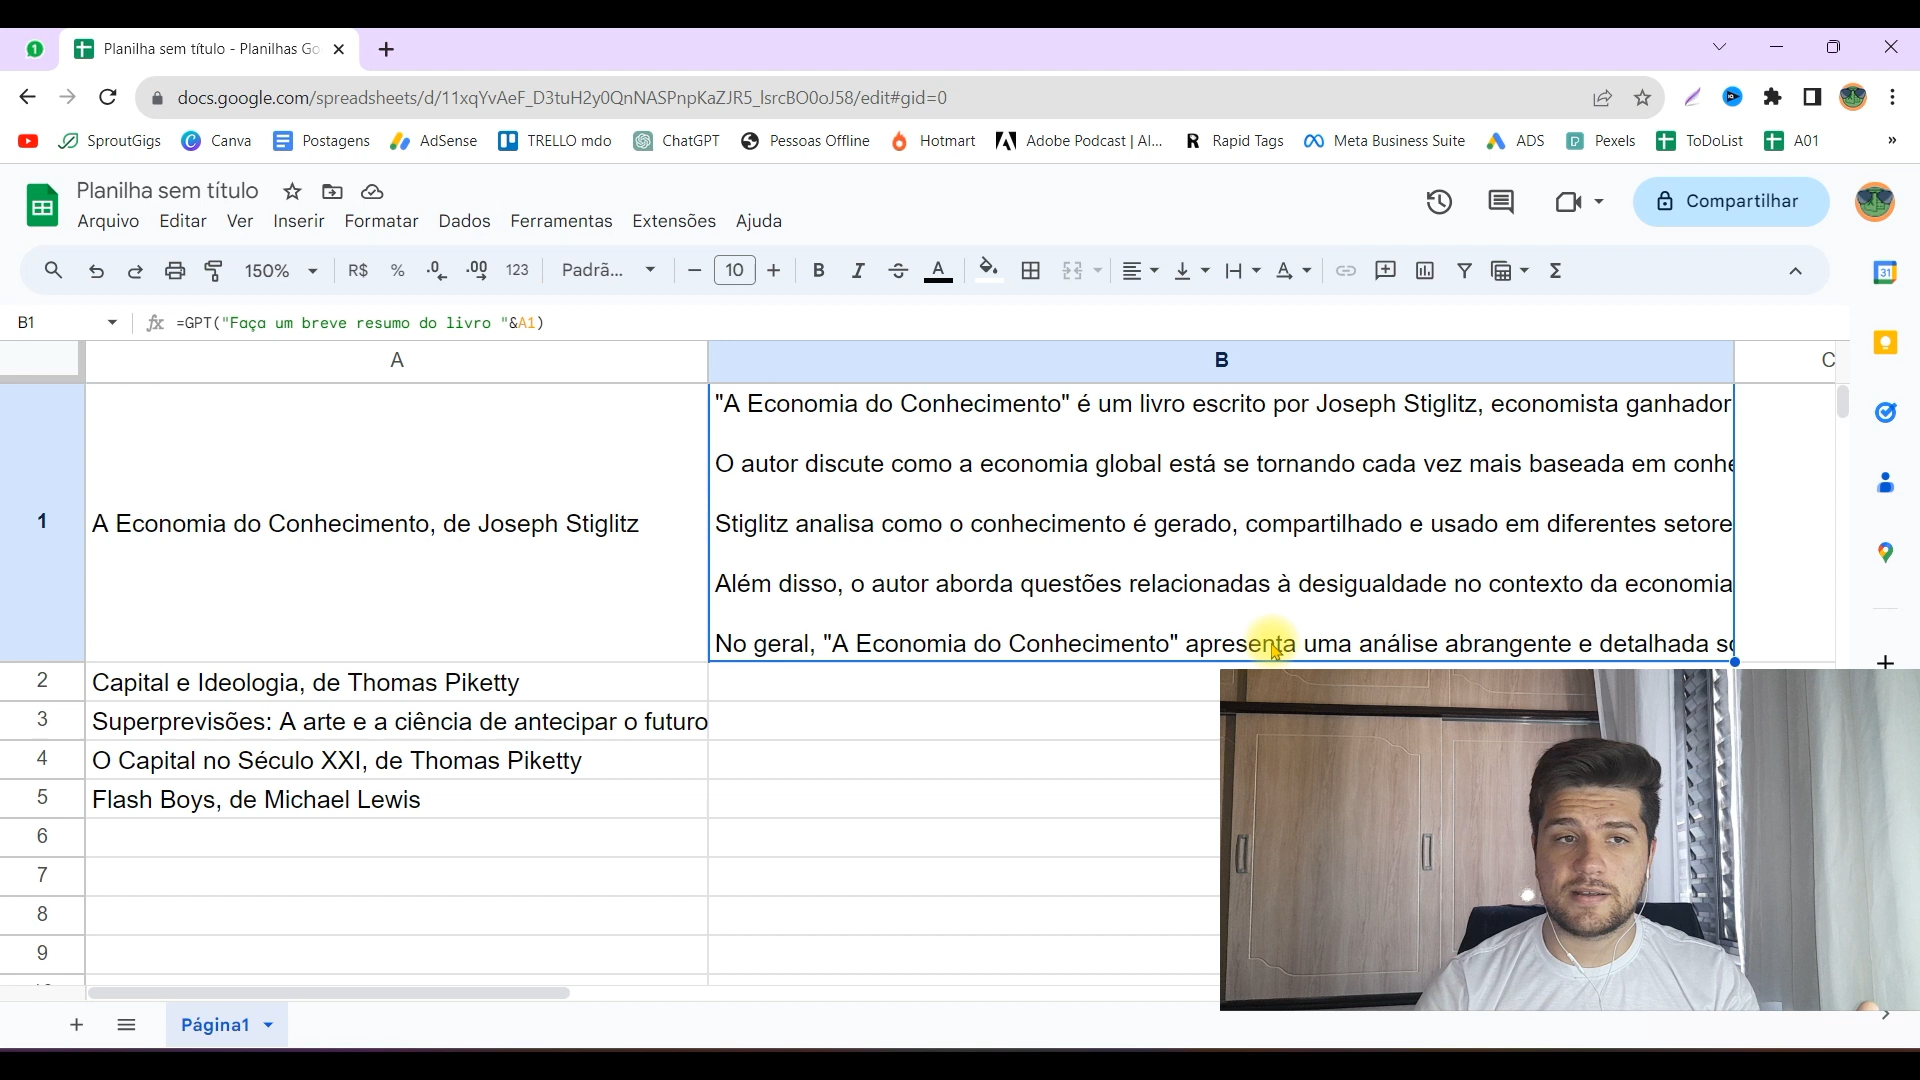 1
Planilha sem título - Planilhas Go
docs.google.com/spreadsheets/d/11xqYvAeF_D3tuH2y0QnNASPnpKaZJR5_lsrcBO0oJ58/edit#gid=0
SproutGigs Canva Postagens AdSense TRELLO mdo ChatGPT Pessoas Offline Hotmart Adobe Podcast | AI... Rapid Tags Meta Business Suite ADS Pexels ToDoList A01 »
Planilha sem título
Compartilhar
Arquivo Editar Ver Inserir Formatar Dados Ferramentas Extensões Ajuda
150% R$ % .0 .00 123 Padrã... 10 B I S A A Σ
31
B1 fx =GPT("Faça um breve resumo do livro "&A1)
A B C
"A Economia do Conhecimento" é um livro escrito por Joseph Stiglitz, economista ganhador
O autor discute como a economia global está se tornando cada vez mais baseada em conhe
1 A Economia do Conhecimento, de Joseph Stiglitz Stiglitz analisa como o conhecimento é gerado, compartilhado e usado em diferentes setore
Além disso, o autor aborda questões relacionadas à desigualdade no contexto da economia
No geral, "A Economia do Conhecimento" apresenta uma análise abrangente e detalhada so
2 Capital e Ideologia, de Thomas Piketty
3 Superprevisões: A arte e a ciência de antecipar o futuro
4 O Capital no Século XXI, de Thomas Piketty
5 Flash Boys, de Michael Lewis
6
7
8
9
Página1